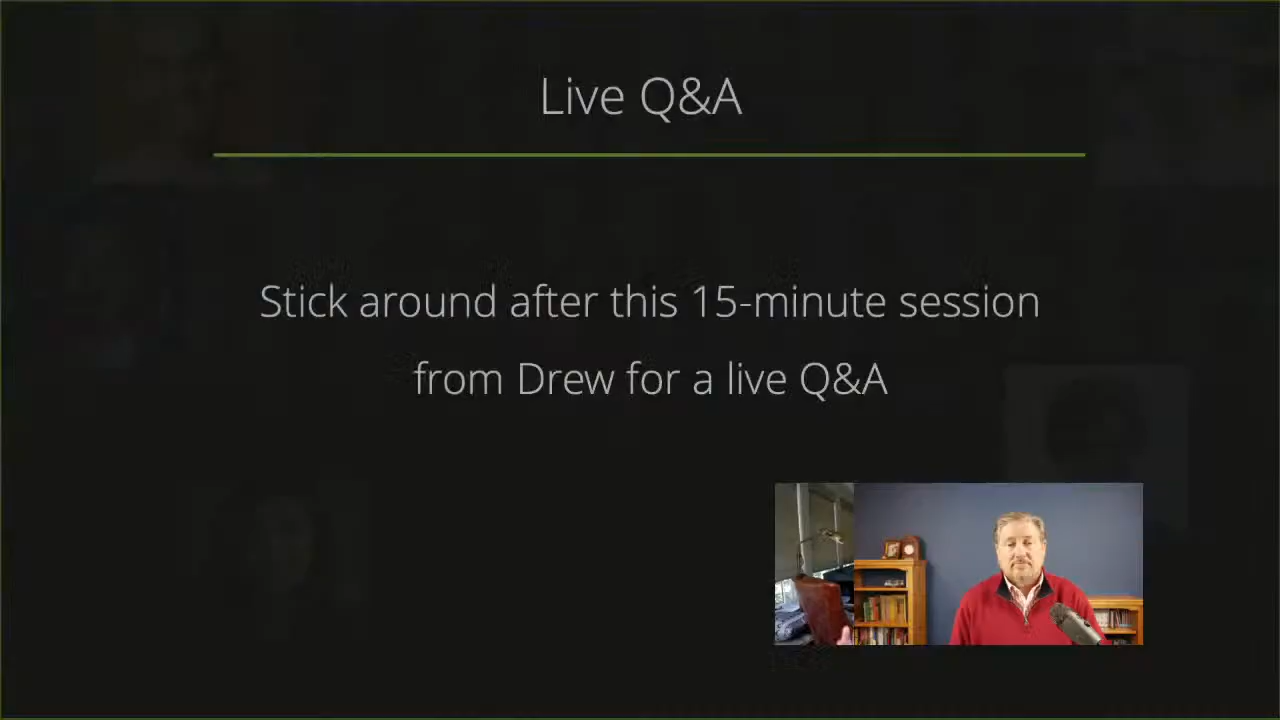 Live Q&A
Stick around after this 15-minute session
from Drew for a live Q&A